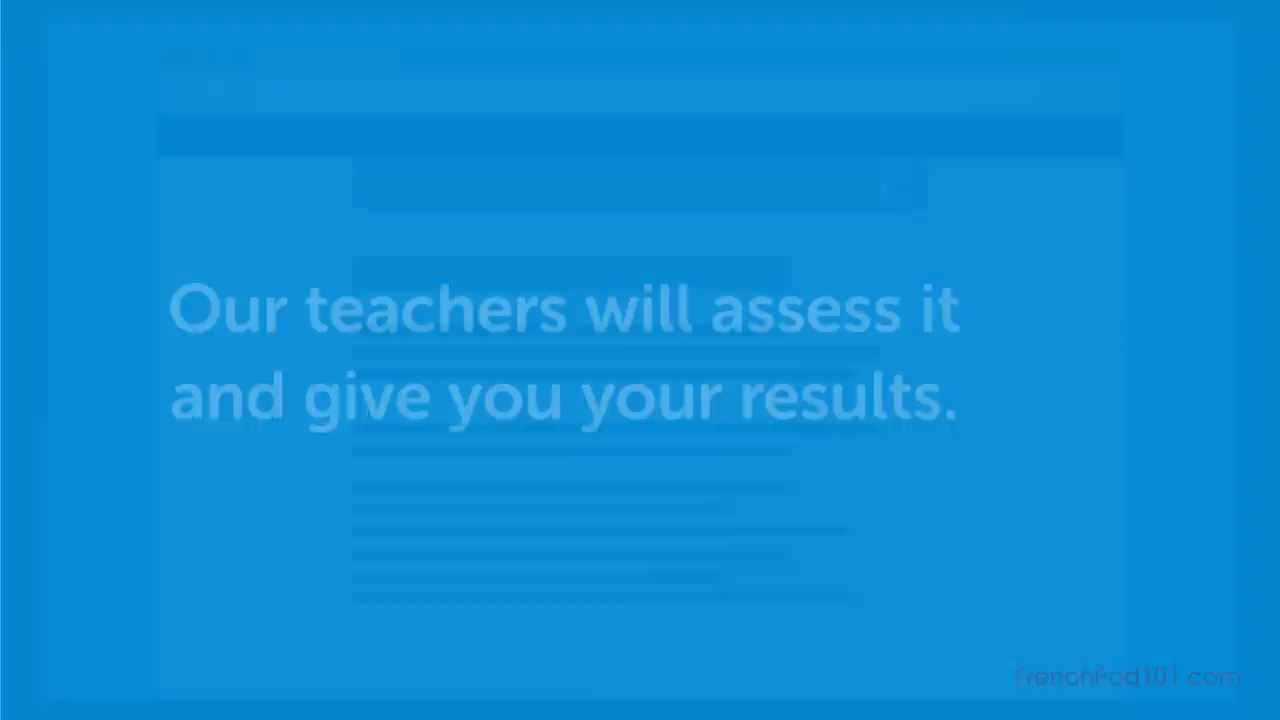 Our teachers will assess it
and give you your results.
FrenchPod101.com